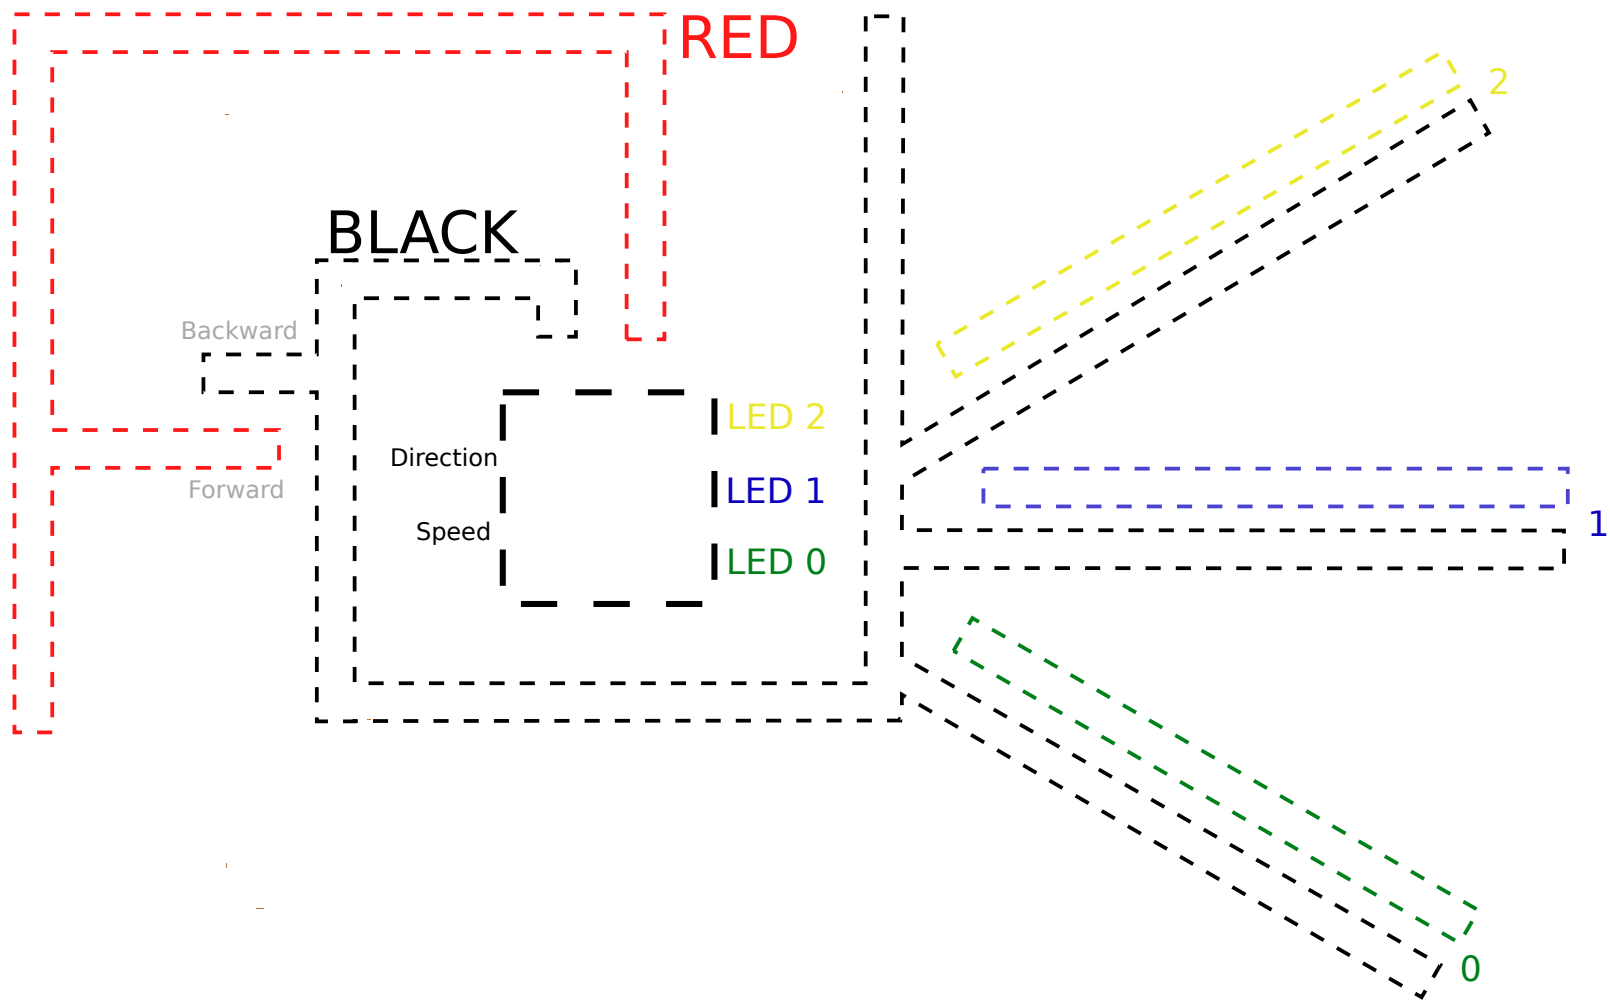 RED
2
BLACK
Backward
LED 2
Direction
Forward
LED 1
1
Speed
LED 0
0